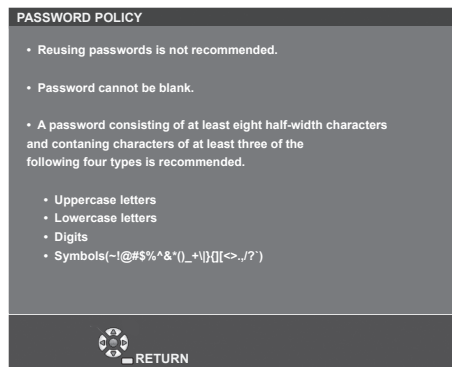 PASSWORD POLICY
• Reusing passwords is not recommended.
• Password cannot be blank.
• A password consisting of at least eight half-width characters
and contaning characters of at least three of the
following four types is recommended.
• Uppercase letters
• Lowercase letters
• Digits
• Symbols(~!@#$%^&*()_+\|}{][<>.,/?`)
RETURN